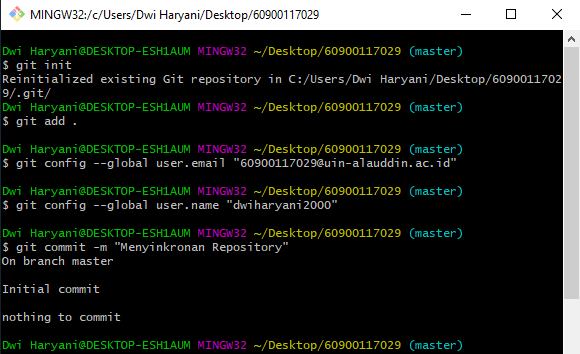 MINGW32:/c/Users/Dwi Haryani/Desktop/60900117029
Dwi Haryani@DESKTOP-ESH1AUM MINGW32 ~/Desktop/60900117029 (master)
$ git init
Reinitialized existing Git repository in C:/Users/Dwi Haryani/Desktop/6090011702
9/.git/
Dwi Haryani@DESKTOP-ESH1AUM MINGW32 ~/Desktop/60900117029 (master)
$ git add .
Dwi Haryani@DESKTOP-ESH1AUM MINGW32 ~/Desktop/60900117029 (master)
$ git config --global user.email "60900117029@uin-alauddin.ac.id"
Dwi Haryani@DESKTOP-ESH1AUM MINGW32 ~/Desktop/60900117029 (master)
$ git config --global user.name "dwiharyani2000"
Dwi Haryani@DESKTOP-ESH1AUM MINGW32 ~/Desktop/60900117029 (master)
$ git commit -m "Menyinkronan Repository"
On branch master
Initial commit
nothing to commit
Dwi Haryani@DESKTOP-ESH1AUM MINGW32 ~/Desktop/60900117029 (master)